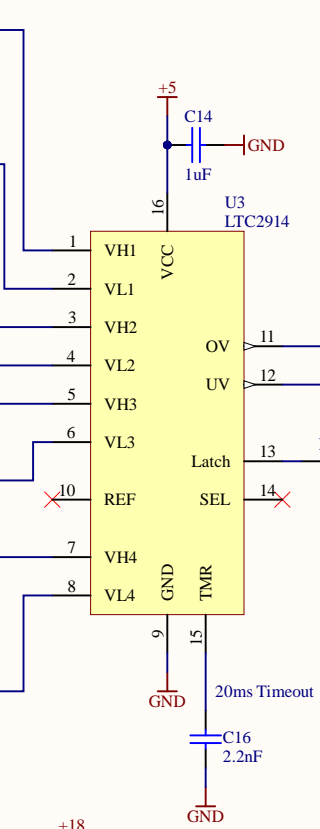 +5
C14
GND
1uF
16
U3
LTC2914
1 VH1 VCC
2 VL1
3 VH2
OV 11
4 VL2
UV 12
5 VH3
6 VL3
Latch 13
10 REF SEL 14
7 VH4
8 VL4 GND TMR
9 15
GND
20ms Timeout
C16
2.2nF
GND
+18